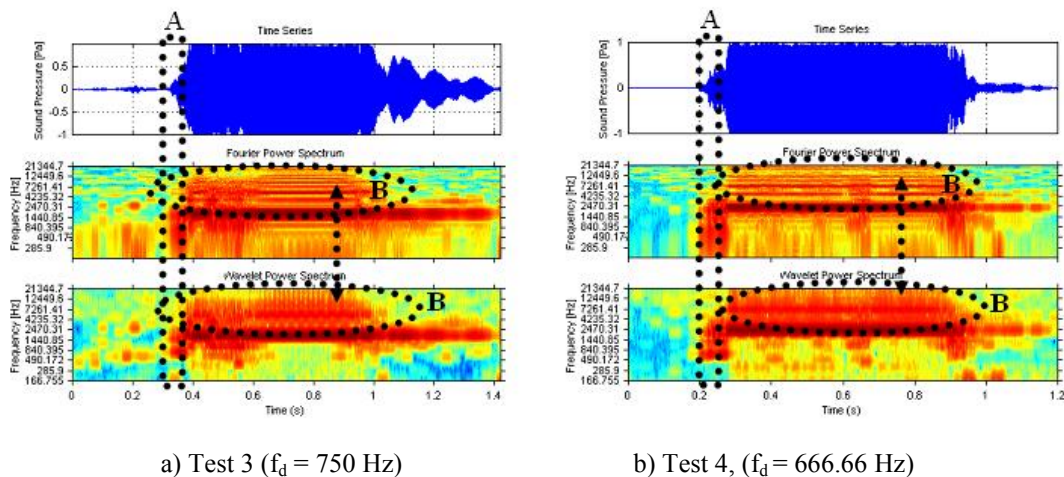 A
Time Series
Sound Pressure [Pa]
0.5
0
-0.5
-1
Fourier Power Spectrum
Frequency [Hz]
21344.7
12449.6
7261.41
4235.32
2470.31
1440.85
840.395
490.17
285.9
B
Wavelet Power Spectrum
Frequency [Hz]
21344.7
12449.6
7261.41
4235.32
2470.31
1440.85
840.395
490.172
285.9
166.755
B
0 0.2 0.4 0.6 0.8 1 1.2 1.4
Time (s)
a) Test 3 (fd = 750 Hz)
A
Time Series
Sound Pressure [Pa]
1
0
-1
Fourier Power Spectrum
Frequency [Hz]
21344.7
12449.6
7261.41
4235.32
2470.31
1440.85
840.395
490.17
285.9
B
Wavelet Power Spectrum
Frequency [Hz]
21344.7
12449.6
7261.41
4235.32
2470.31
1440.85
840.395
490.172
285.9
166.755
B
0 0.2 0.4 0.6 0.8 1 1.2
Time (s)
b) Test 4, (fd = 666.66 Hz)